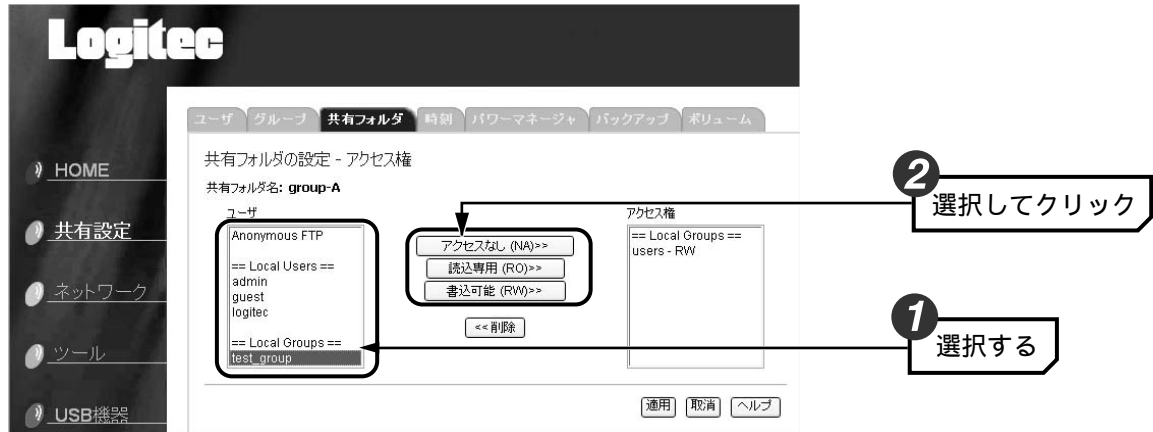 Logitec
ユーザ グループ 共有フォルダ 時刻 パワーマネージャ バックアップ ボリューム
共有フォルダの設定 - アクセス権
共有フォルダ名: group-A
HOME
共有設定
ネットワーク
ツール
USB機器
ユーザ
Anonymous FTP
== Local Users ==
admin
guest
logitec
== Local Groups ==
test_group
アクセスなし (NA)>>
読込専用 (RO)>>
書込可能 (RW)>>
<<削除
アクセス権
== Local Groups ==
users - RW
適用 取消 ヘルプ
2
選択してクリック
1
選択する